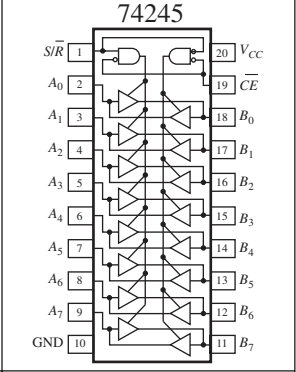 74245
S/R̅ 1 20 V_CC
A₀ 2 19 C̅E̅
A₁ 3 18 B₀
A₂ 4 17 B₁
A₃ 5 16 B₂
A₄ 6 15 B₃
A₅ 7 14 B₄
A₆ 8 13 B₅
A₇ 9 12 B₆
GND 10 11 B₇